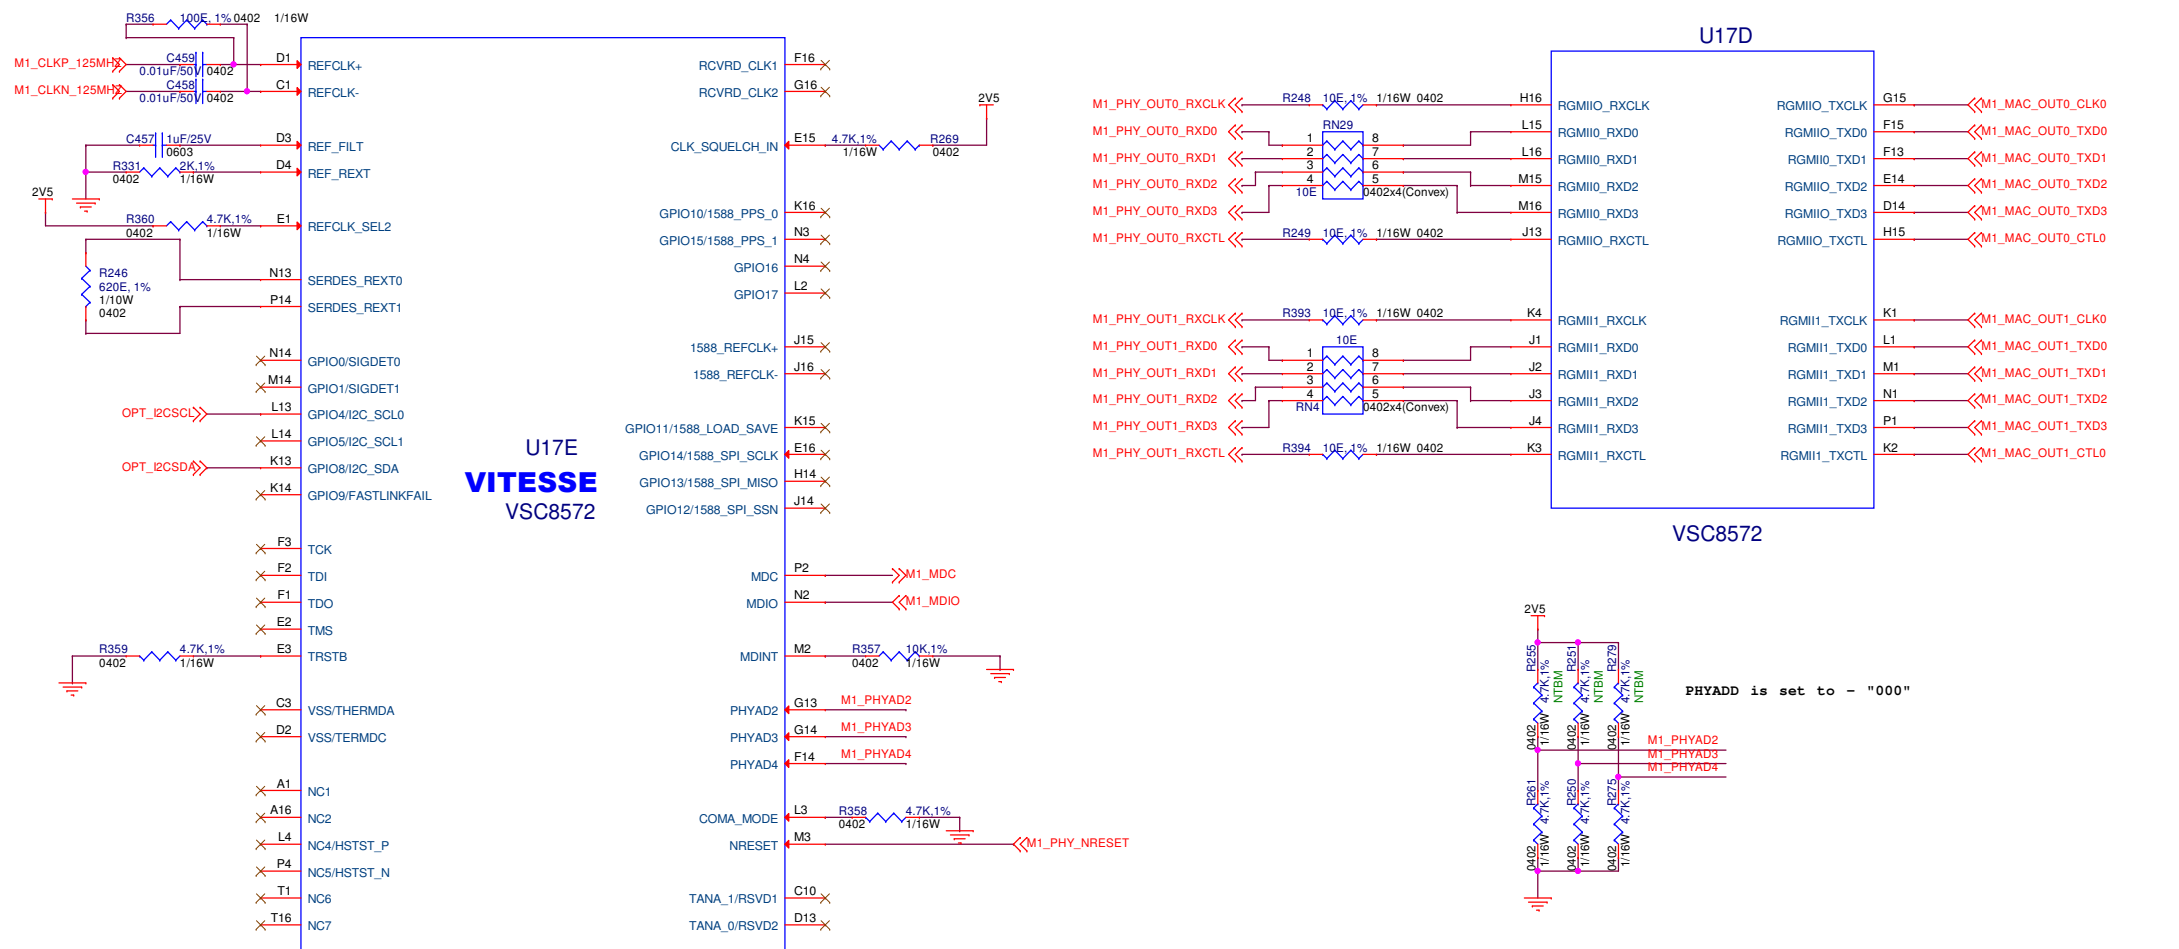 R356 100E, 1% 0402 1/16W
M1_CLKP_125MHZ C459 D1 REFCLK+
0.01uF/50V 0402
M1_CLKN_125MHZ C458 C1 REFCLK-
0.01uF/50V 0402
C457 1uF/25V D3 REF_FILT
0603
R331 2K,1% D4 REF_REXT
0402 1/16W
2V5
R360 4.7K,1% E1 REFCLK_SEL2
0402 1/16W
R246
620E, 1%
1/10W
0402
N13 SERDES_REXT0
P14 SERDES_REXT1
N14 GPIO0/SIGDET0
M14 GPIO1/SIGDET1
OPT_I2CSCL L13 GPIO4/I2C_SCL0
L14 GPIO5/I2C_SCL1
OPT_I2CSDA K13 GPIO8/I2C_SDA
K14 GPIO9/FASTLINKFAIL
F3 TCK
F2 TDI
F1 TDO
E2 TMS
R359 4.7K,1% E3 TRSTB
0402 1/16W
C3 VSS/THERMDA
D2 VSS/TERMDC
A1 NC1
A16 NC2
L4 NC4/HSTST_P
P4 NC5/HSTST_N
T1 NC6
T16 NC7
U17E
VITESSE
VSC8572
RCVRD_CLK1 F16
RCVRD_CLK2 G16
2V5
CLK_SQUELCH_IN E15 4.7K,1% R269
1/16W 0402
GPIO10/1588_PPS_0 K16
GPIO15/1588_PPS_1 N3
GPIO16 N4
GPIO17 L2
1588_REFCLK+ J15
1588_REFCLK- J16
GPIO11/1588_LOAD_SAVE K15
GPIO14/1588_SPI_SCLK E16
GPIO13/1588_SPI_MISO H14
GPIO12/1588_SPI_SSN J14
MDC P2 M1_MDC
MDIO N2 M1_MDIO
MDINT M2 R357 10K,1%
0402 1/16W
PHYAD2 G13 M1_PHYAD2
PHYAD3 G14 M1_PHYAD3
PHYAD4 F14 M1_PHYAD4
COMA_MODE L3 R358 4.7K,1%
0402 1/16W
NRESET M3 M1_PHY_NRESET
TANA_1/RSVD1 C10
TANA_0/RSVD2 D13
U17D
M1_PHY_OUT0_RXCLK R248 10E, 1% 1/16W 0402 H16 RGMIIO_RXCLK RGMIIO_TXCLK G15 M1_MAC_OUT0_CLK0
RN29
M1_PHY_OUT0_RXD0 1 8 L15 RGMII0_RXD0 RGMIIO_TXD0 F15 M1_MAC_OUT0_TXD0
M1_PHY_OUT0_RXD1 2 7 L16 RGMII0_RXD1 RGMII0_TXD1 F13 M1_MAC_OUT0_TXD1
M1_PHY_OUT0_RXD2 3 6 M15 RGMII0_RXD2 RGMIIO_TXD2 E14 M1_MAC_OUT0_TXD2
4 5
10E 0402x4(Convex)
M1_PHY_OUT0_RXD3 M16 RGMII0_RXD3 RGMIIO_TXD3 D14 M1_MAC_OUT0_TXD3
M1_PHY_OUT0_RXCTL R249 10E, 1% 1/16W 0402 J13 RGMIIO_RXCTL RGMIIO_TXCTL H15 M1_MAC_OUT0_CTL0
M1_PHY_OUT1_RXCLK R393 10E, 1% 1/16W 0402 K4 RGMII1_RXCLK RGMII1_TXCLK K1 M1_MAC_OUT1_CLK0
10E
M1_PHY_OUT1_RXD0 1 8 J1 RGMII1_RXD0 RGMII1_TXD0 L1 M1_MAC_OUT1_TXD0
M1_PHY_OUT1_RXD1 2 7 J2 RGMII1_RXD1 RGMII1_TXD1 M1 M1_MAC_OUT1_TXD1
M1_PHY_OUT1_RXD2 3 6 J3 RGMII1_RXD2 RGMII1_TXD2 N1 M1_MAC_OUT1_TXD2
4 5
RN4 0402x4(Convex)
M1_PHY_OUT1_RXD3 J4 RGMII1_RXD3 RGMII1_TXD3 P1 M1_MAC_OUT1_TXD3
M1_PHY_OUT1_RXCTL R394 10E, 1% 1/16W 0402 K3 RGMII1_RXCTL RGMII1_TXCTL K2 M1_MAC_OUT1_CTL0
VSC8572
2V5
R255 4.7K,1% NTBM 0402 1/16W
R251 4.7K,1% NTBM 0402 1/16W
R279 4.7K,1% NTBM 0402 1/16W
PHYADD is set to - "000"
M1_PHYAD2
M1_PHYAD3
M1_PHYAD4
R261 4.7K,1% 0402 1/16W
R250 4.7K,1% 0402 1/16W
R275 4.7K,1% 0402 1/16W